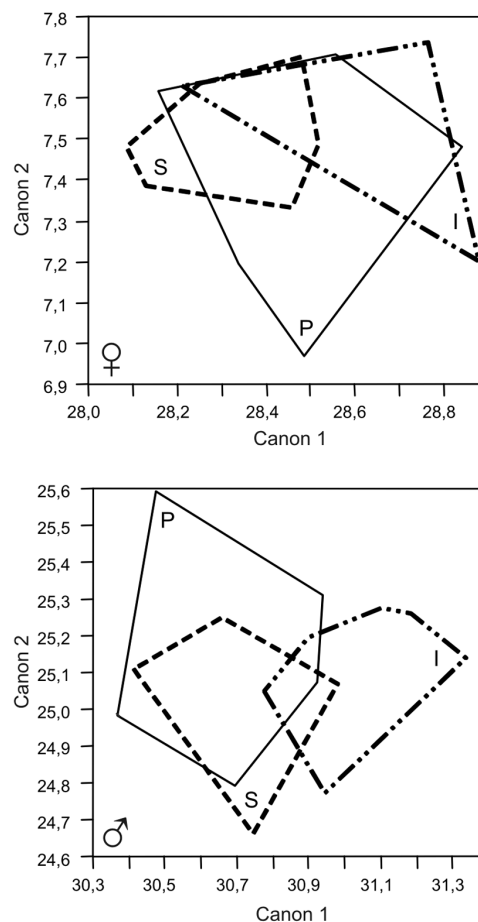 7,8
7,7
7,6
7,5
7,4
7,3
7,2
7,1
7,0
6,9
Canon 2
S
I
P
♀
28,0 28,2 28,4 28,6 28,8
Canon 1
25,6
25,5
25,4
25,3
25,2
25,1
25,0
24,9
24,8
24,7
24,6
Canon 2
P
I
S
♂
30,3 30,5 30,7 30,9 31,1 31,3
Canon 1